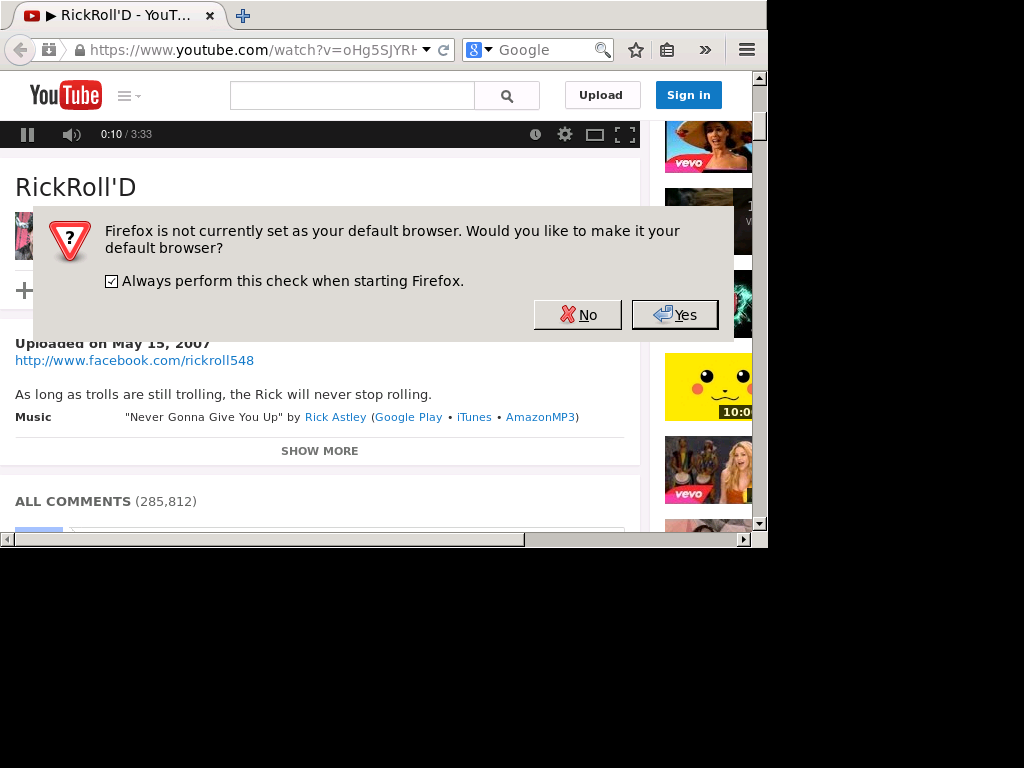 ▶ RickRoll'D - YouT...
https://www.youtube.com/watch?v=oHg5SJYRH
Google
YouTube
Upload
Sign in
0:10 / 3:33
vevo
RickRoll'D
Firefox is not currently set as your default browser. Would you like to make it your
default browser?
Always perform this check when starting Firefox.
No
Yes
Uploaded on May 15, 2007
http://www.facebook.com/rickroll548
As long as trolls are still trolling, the Rick will never stop rolling.
10:0
Music "Never Gonna Give You Up" by Rick Astley (Google Play • iTunes • AmazonMP3)
SHOW MORE
vevo
ALL COMMENTS (285,812)